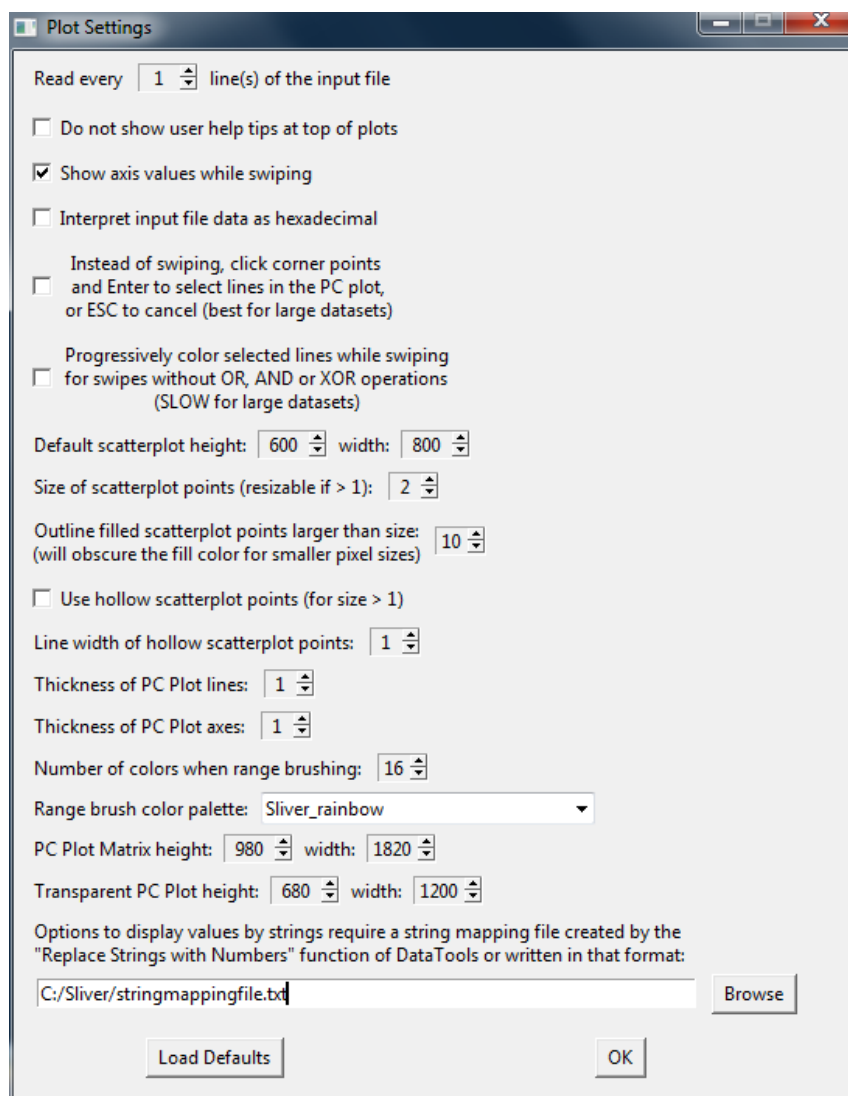 Plot Settings
Read every 1 line(s) of the input file
Do not show user help tips at top of plots
Show axis values while swiping
Interpret input file data as hexadecimal
Instead of swiping, click corner points
and Enter to select lines in the PC plot,
or ESC to cancel (best for large datasets)
Progressively color selected lines while swiping
for swipes without OR, AND or XOR operations
(SLOW for large datasets)
Default scatterplot height: 600 width: 800
Size of scatterplot points (resizable if > 1): 2
Outline filled scatterplot points larger than size: 10
(will obscure the fill color for smaller pixel sizes)
Use hollow scatterplot points (for size > 1)
Line width of hollow scatterplot points: 1
Thickness of PC Plot lines: 1
Thickness of PC Plot axes: 1
Number of colors when range brushing: 16
Range brush color palette: Sliver_rainbow
PC Plot Matrix height: 980 width: 1820
Transparent PC Plot height: 680 width: 1200
Options to display values by strings require a string mapping file created by the
"Replace Strings with Numbers" function of DataTools or written in that format:
C:/Sliver/stringmappingfile.txt Browse
Load Defaults OK